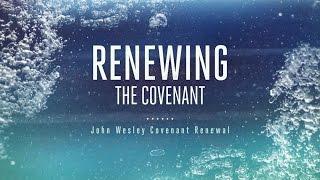 RENEWING
THE COVENANT
John Wesley Covenant Renewal